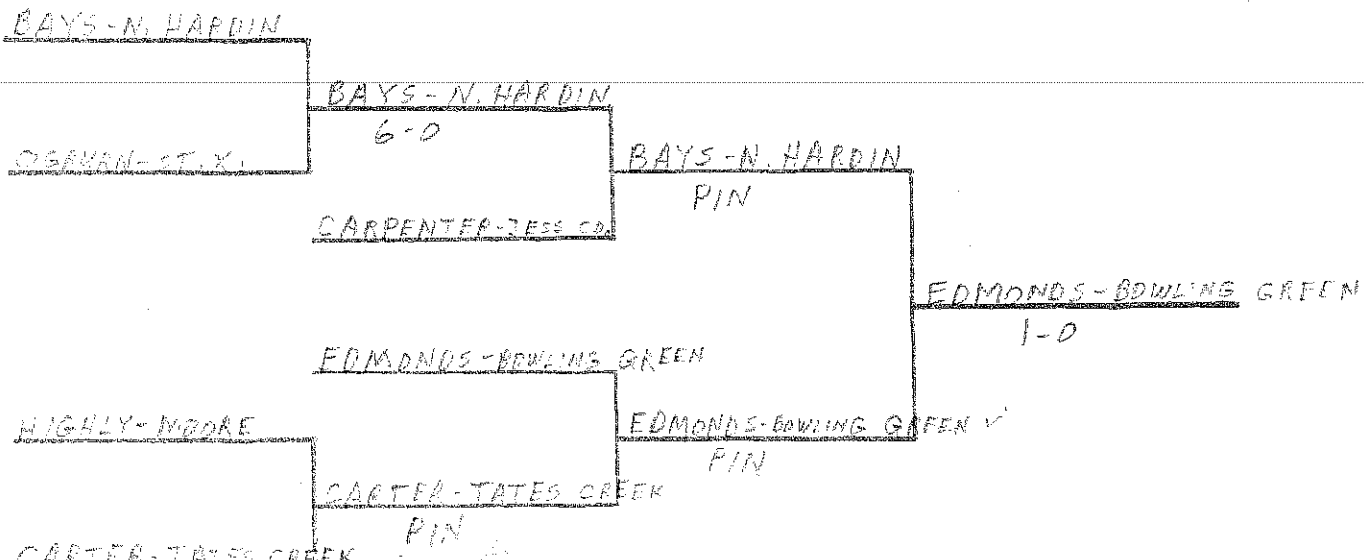 BAYS-N. HARDIN
BAYS-N. HARDIN
6-0
ST. X.
BAYS-N. HARDIN
PIN
CARPENTER-JESS CO.
EDMONDS-BOWLING GREEN
1-0
EDMONDS-BOWLING GREEN
HIGHLY-MOORE
EDMONDS-BOWLING GREEN ✓
PIN
CARTER-TATES CREEK
PIN
CARTER-TATES CREEK